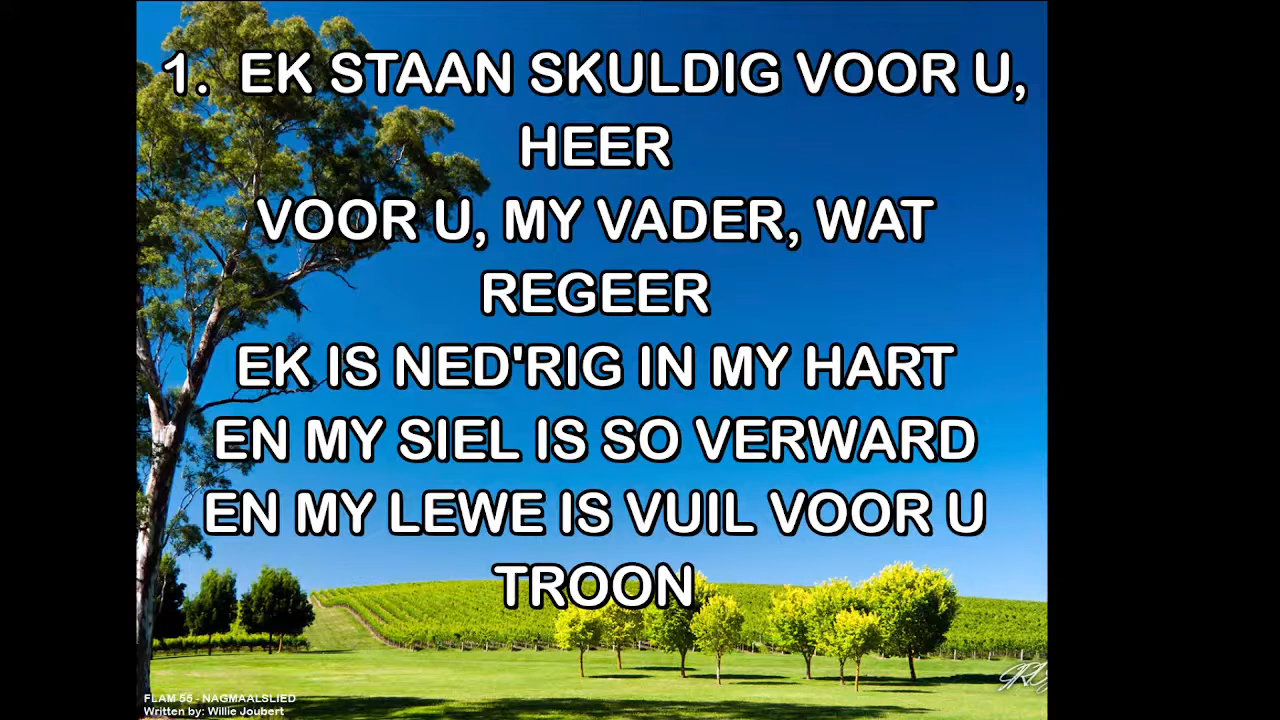 1. EK STAAN SKULDIG VOOR U,
HEER
VOOR U, MY VADER, WAT
REGEER
EK IS NED'RIG IN MY HART
EN MY SIEL IS SO VERWARD
EN MY LEWE IS VUIL VOOR U
TROON
FLAM 55 - NAGMAALSLIED
Written by: Willie Joubert